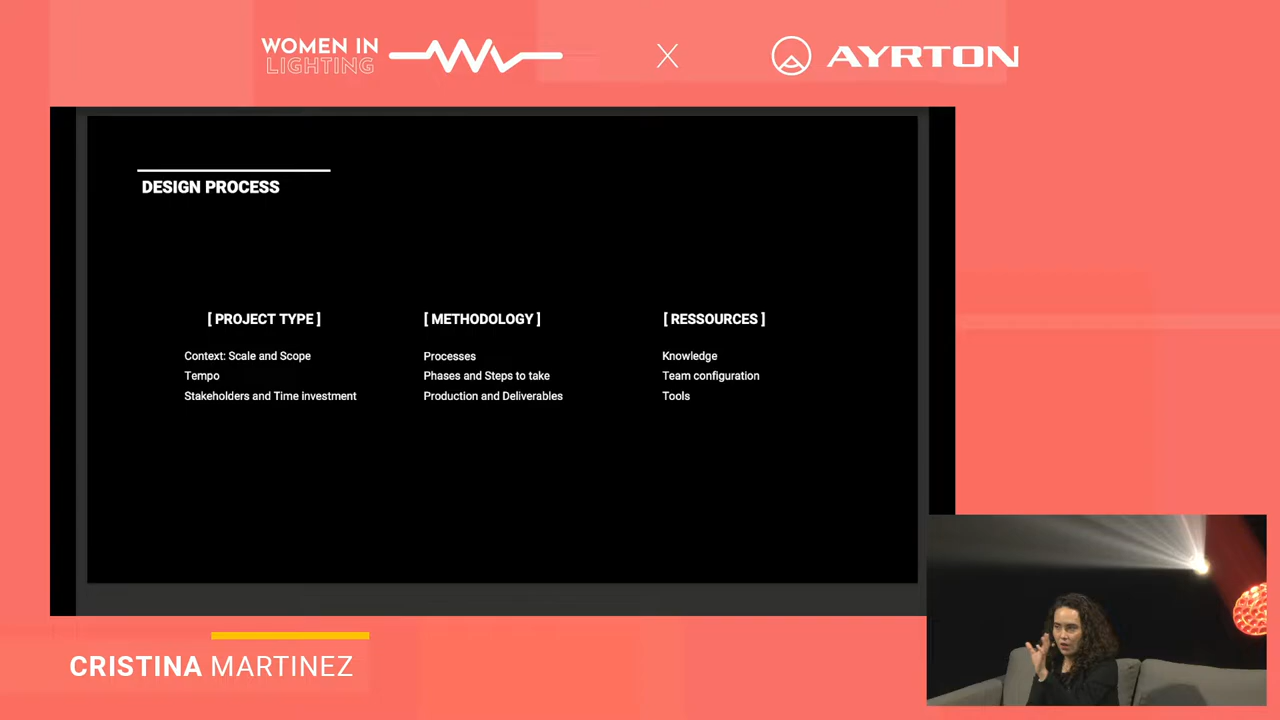 WOMEN IN
LIGHTING
X
AYRTON
DESIGN PROCESS
[ PROJECT TYPE ]
Context: Scale and Scope
Tempo
Stakeholders and Time investment
[ METHODOLOGY ]
Processes
Phases and Steps to take
Production and Deliverables
[ RESSOURCES ]
Knowledge
Team configuration
Tools
CRISTINA MARTINEZ